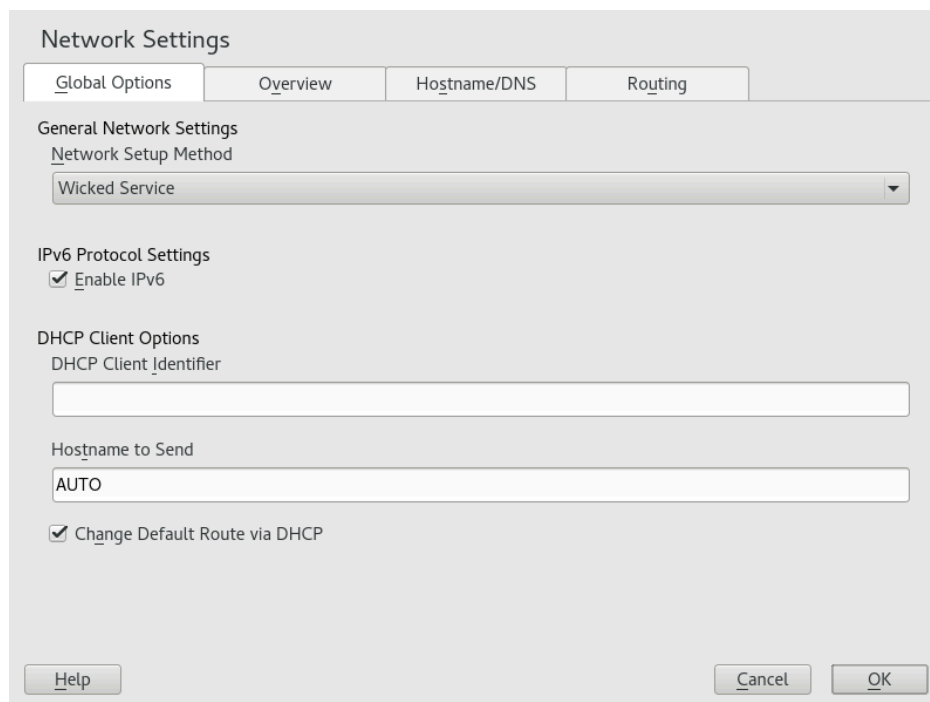 Network Settings
Global Options
Overview
Hostname/DNS
Routing
General Network Settings
Network Setup Method
Wicked Service
IPv6 Protocol Settings
Enable IPv6
DHCP Client Options
DHCP Client Identifier
Hostname to Send
AUTO
Change Default Route via DHCP
Help
Cancel
OK